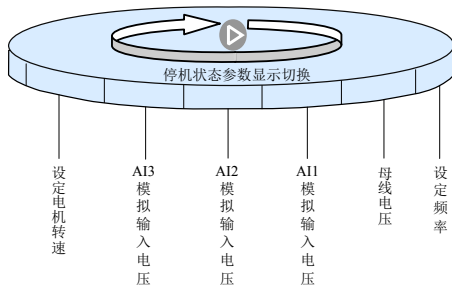 停机状态参数显示切换
设定电机转速
AI3模拟输入电压
AI2模拟输入电压
AI1模拟输入电压
母线电压
设定频率